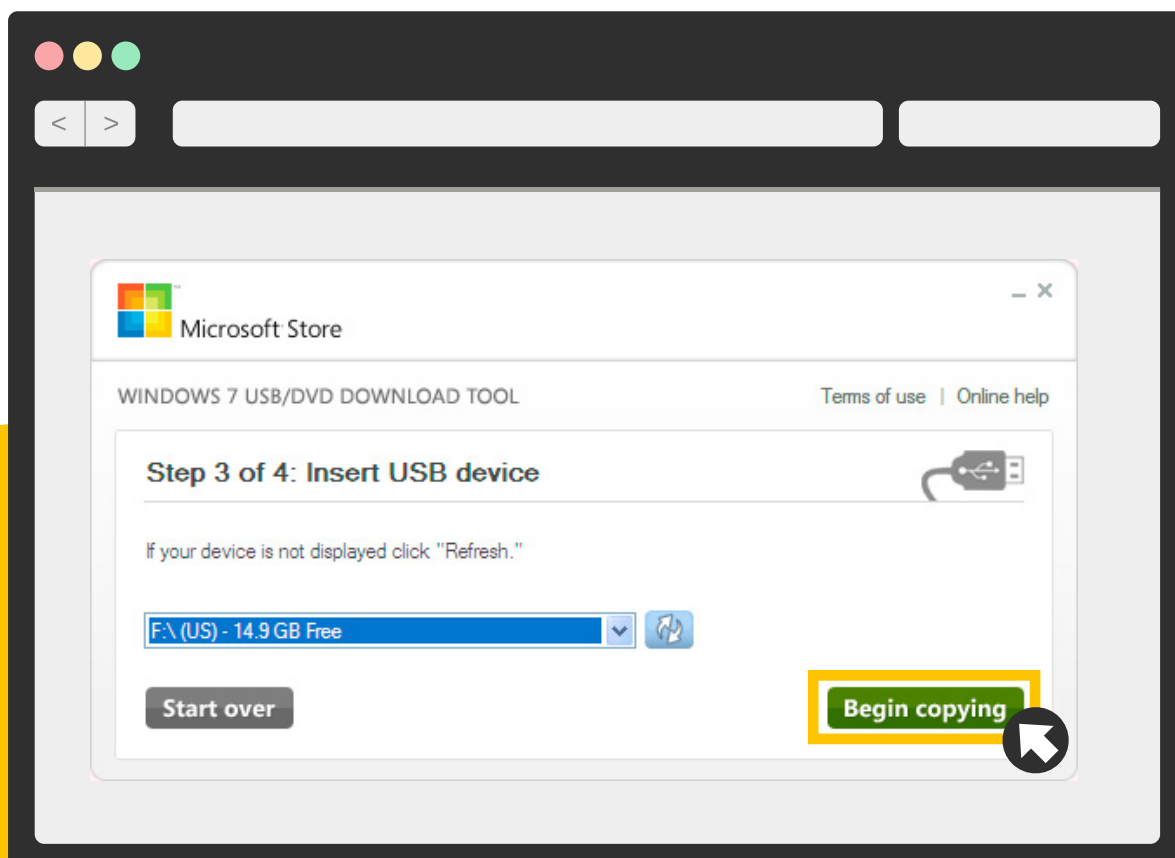 < >
™
Microsoft Store
WINDOWS 7 USB/DVD DOWNLOAD TOOL
Terms of use | Online help
Step 3 of 4: Insert USB device
If your device is not displayed click "Refresh."
F:\ (US) - 14.9 GB Free
Start over
Begin copying